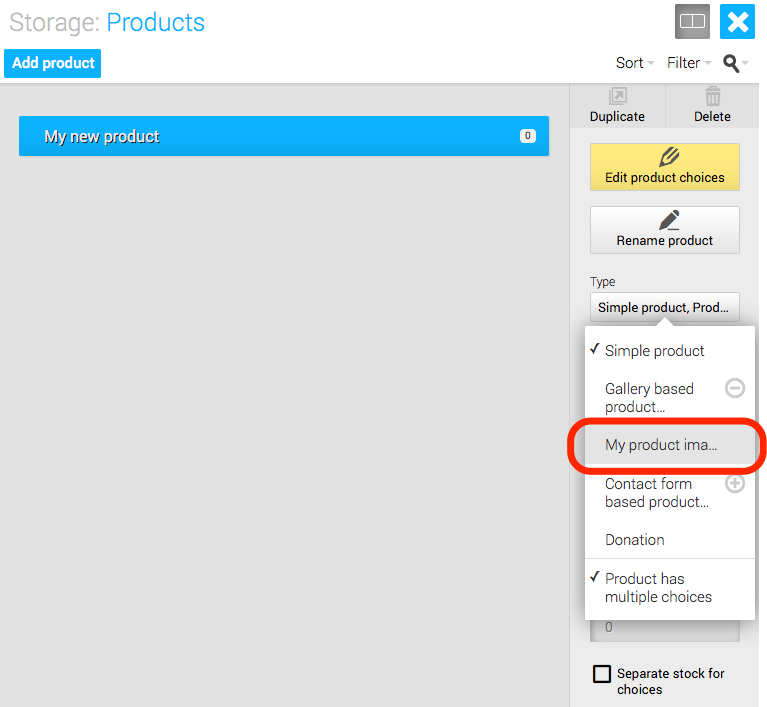 Storage: Products
Add product
Sort
Filter
My new product
0
Duplicate
Delete
Edit product choices
Rename product
Type
Simple product, Prod...
Simple product
Gallery based
product...
My product ima...
Contact form
based product...
Donation
Product has
multiple choices
0
Separate stock for
choices